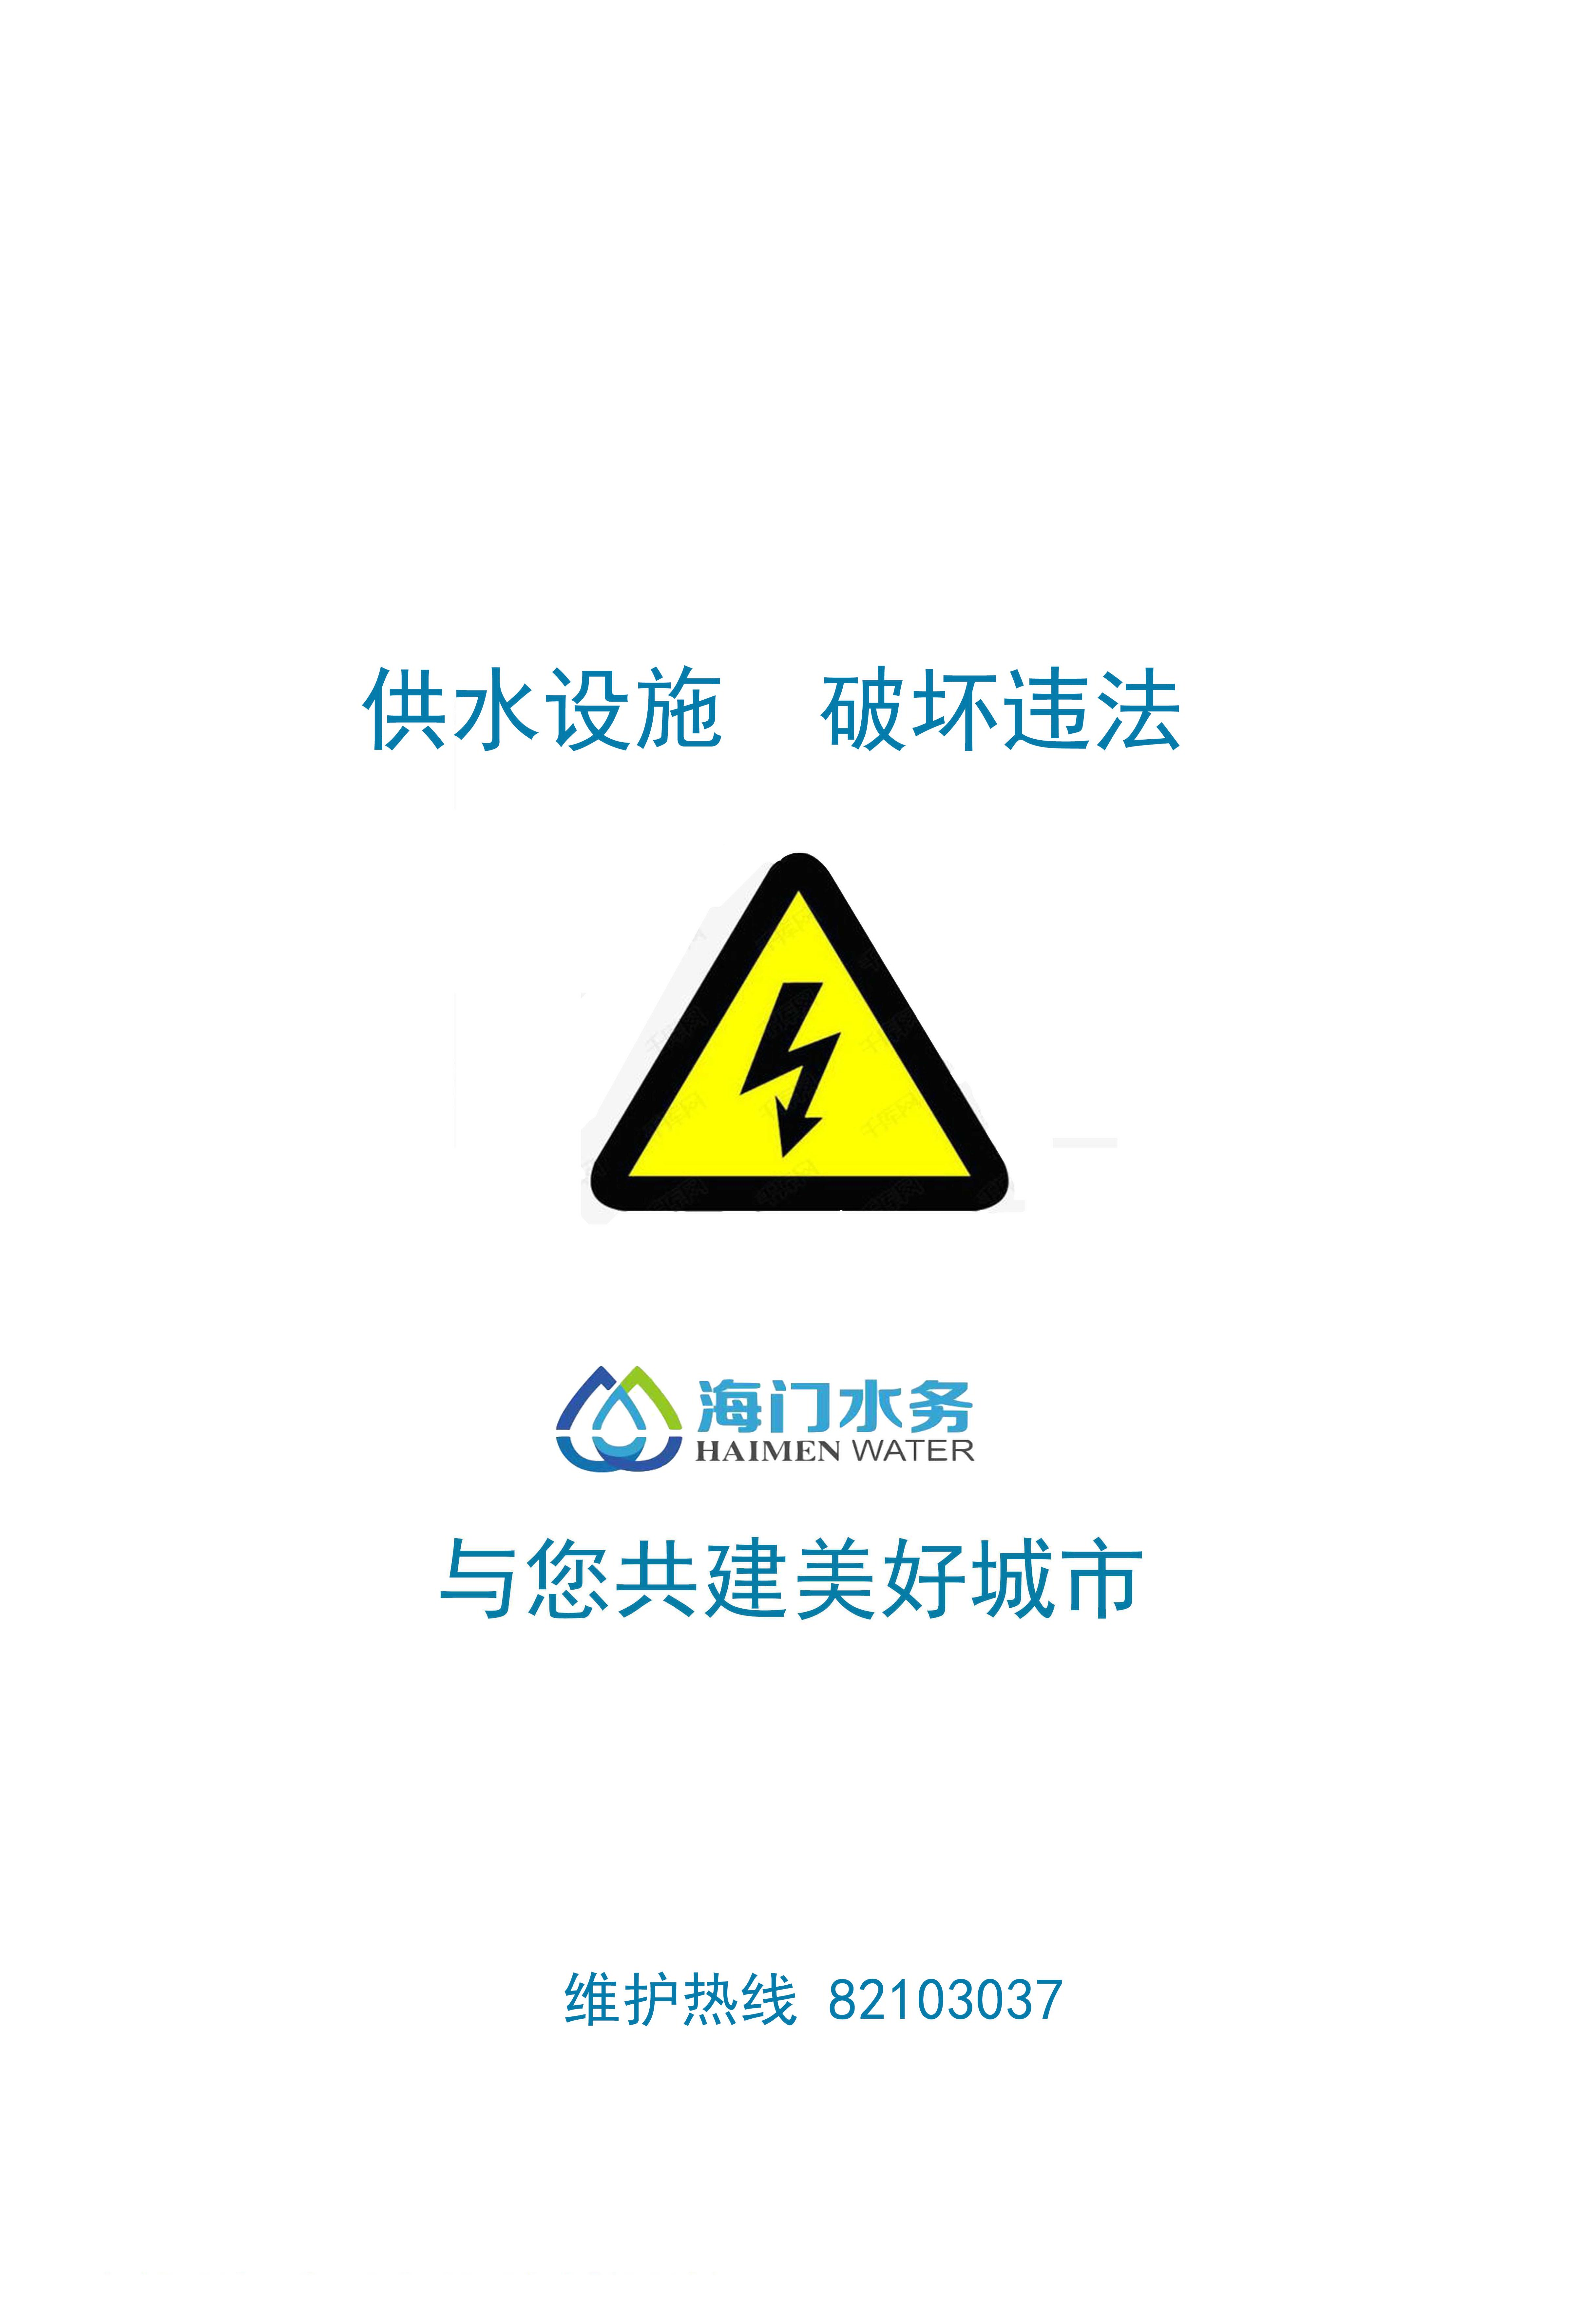 供水设施 破坏违法
海门水务
HAIMEN WATER
与您共建美好城市
维护热线 82103037